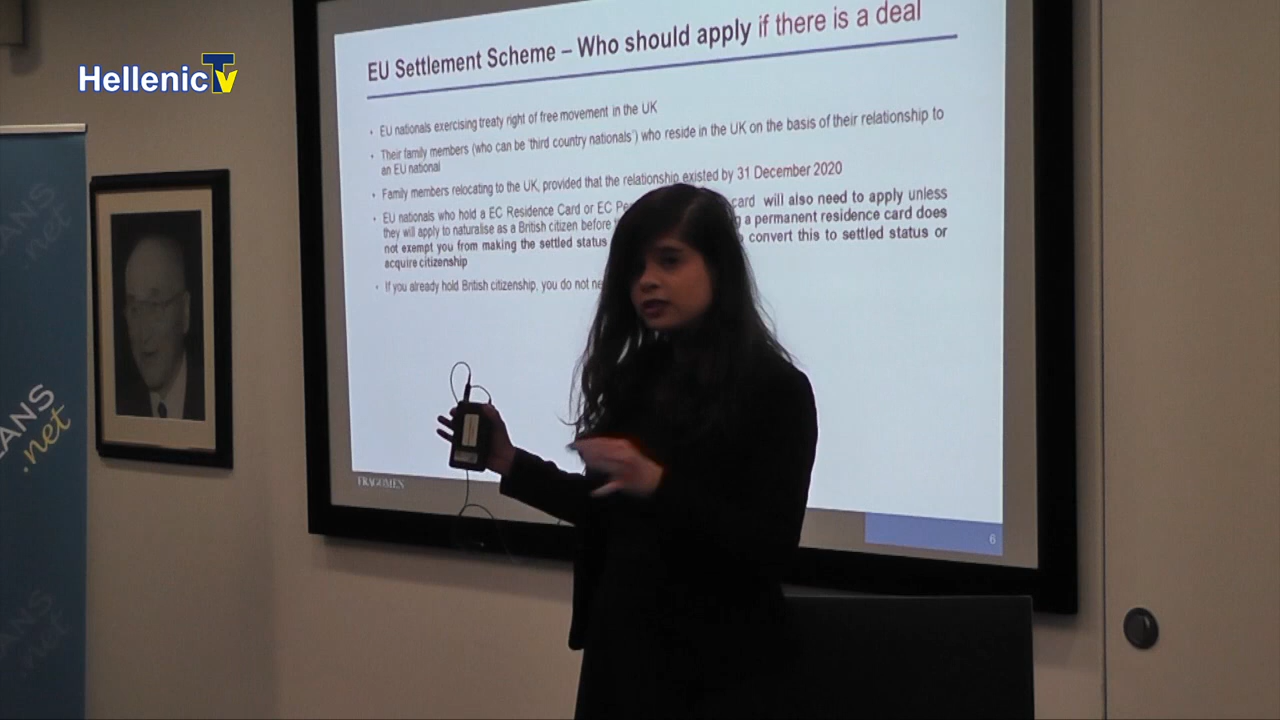 Hellenic TV
EU Settlement Scheme – Who should apply if there is a deal
• EU nationals exercising treaty right of free movement in the UK
• Their family members (who can be 'third country nationals') who reside in the UK on the basis of their relationship to
an EU national
• Family members relocating to the UK, provided that the relationship existed by 31 December 2020
• EU nationals who hold a EC Residence Card or EC card will also need to apply unless
they will apply to naturalise as a British citizen before a permanent residence card does
not exempt you from making the settled status convert this to settled status or
acquire citizenship
• If you already hold British citizenship, you do not
FRAGOMEN
6
ANS
.net